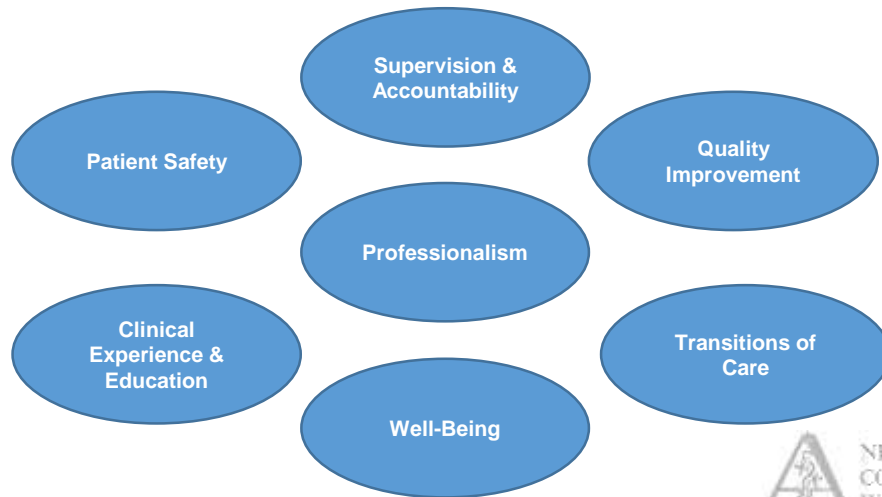 Supervision &
Accountability
Patient Safety
Quality
Improvement
Professionalism
Clinical
Experience &
Education
Transitions of
Care
Well-Being